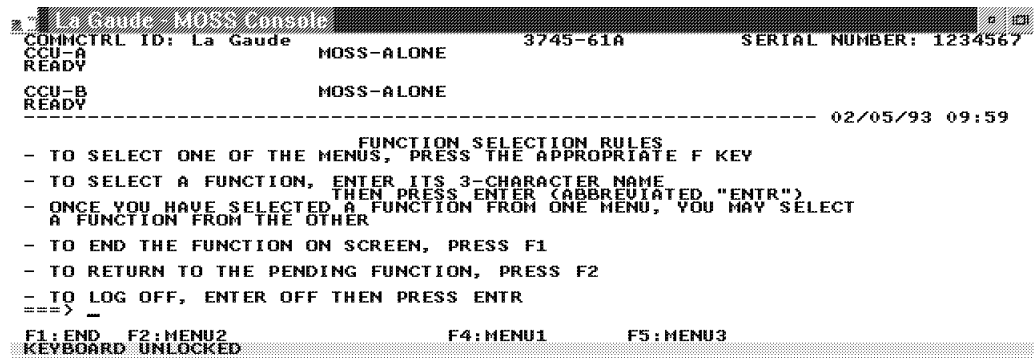 La Gaude - MOSS Console
COMMCTRL ID: La Gaude 3745-61A SERIAL NUMBER: 1234567
CCU-A MOSS-ALONE
READY
CCU-B MOSS-ALONE
READY
--------------------------------------------------------------- 02/05/93 09:59
FUNCTION SELECTION RULES
- TO SELECT ONE OF THE MENUS, PRESS THE APPROPRIATE F KEY
- TO SELECT A FUNCTION, ENTER ITS 3-CHARACTER NAME
THEN PRESS ENTER (ABBREVIATED "ENTR")
- ONCE YOU HAVE SELECTED A FUNCTION FROM ONE MENU, YOU MAY SELECT
A FUNCTION FROM THE OTHER
- TO END THE FUNCTION ON SCREEN, PRESS F1
- TO RETURN TO THE PENDING FUNCTION, PRESS F2
- TO LOG OFF, ENTER OFF THEN PRESS ENTR
===> _
F1:END F2:MENU2 F4:MENU1 F5:MENU3
KEYBOARD UNLOCKED